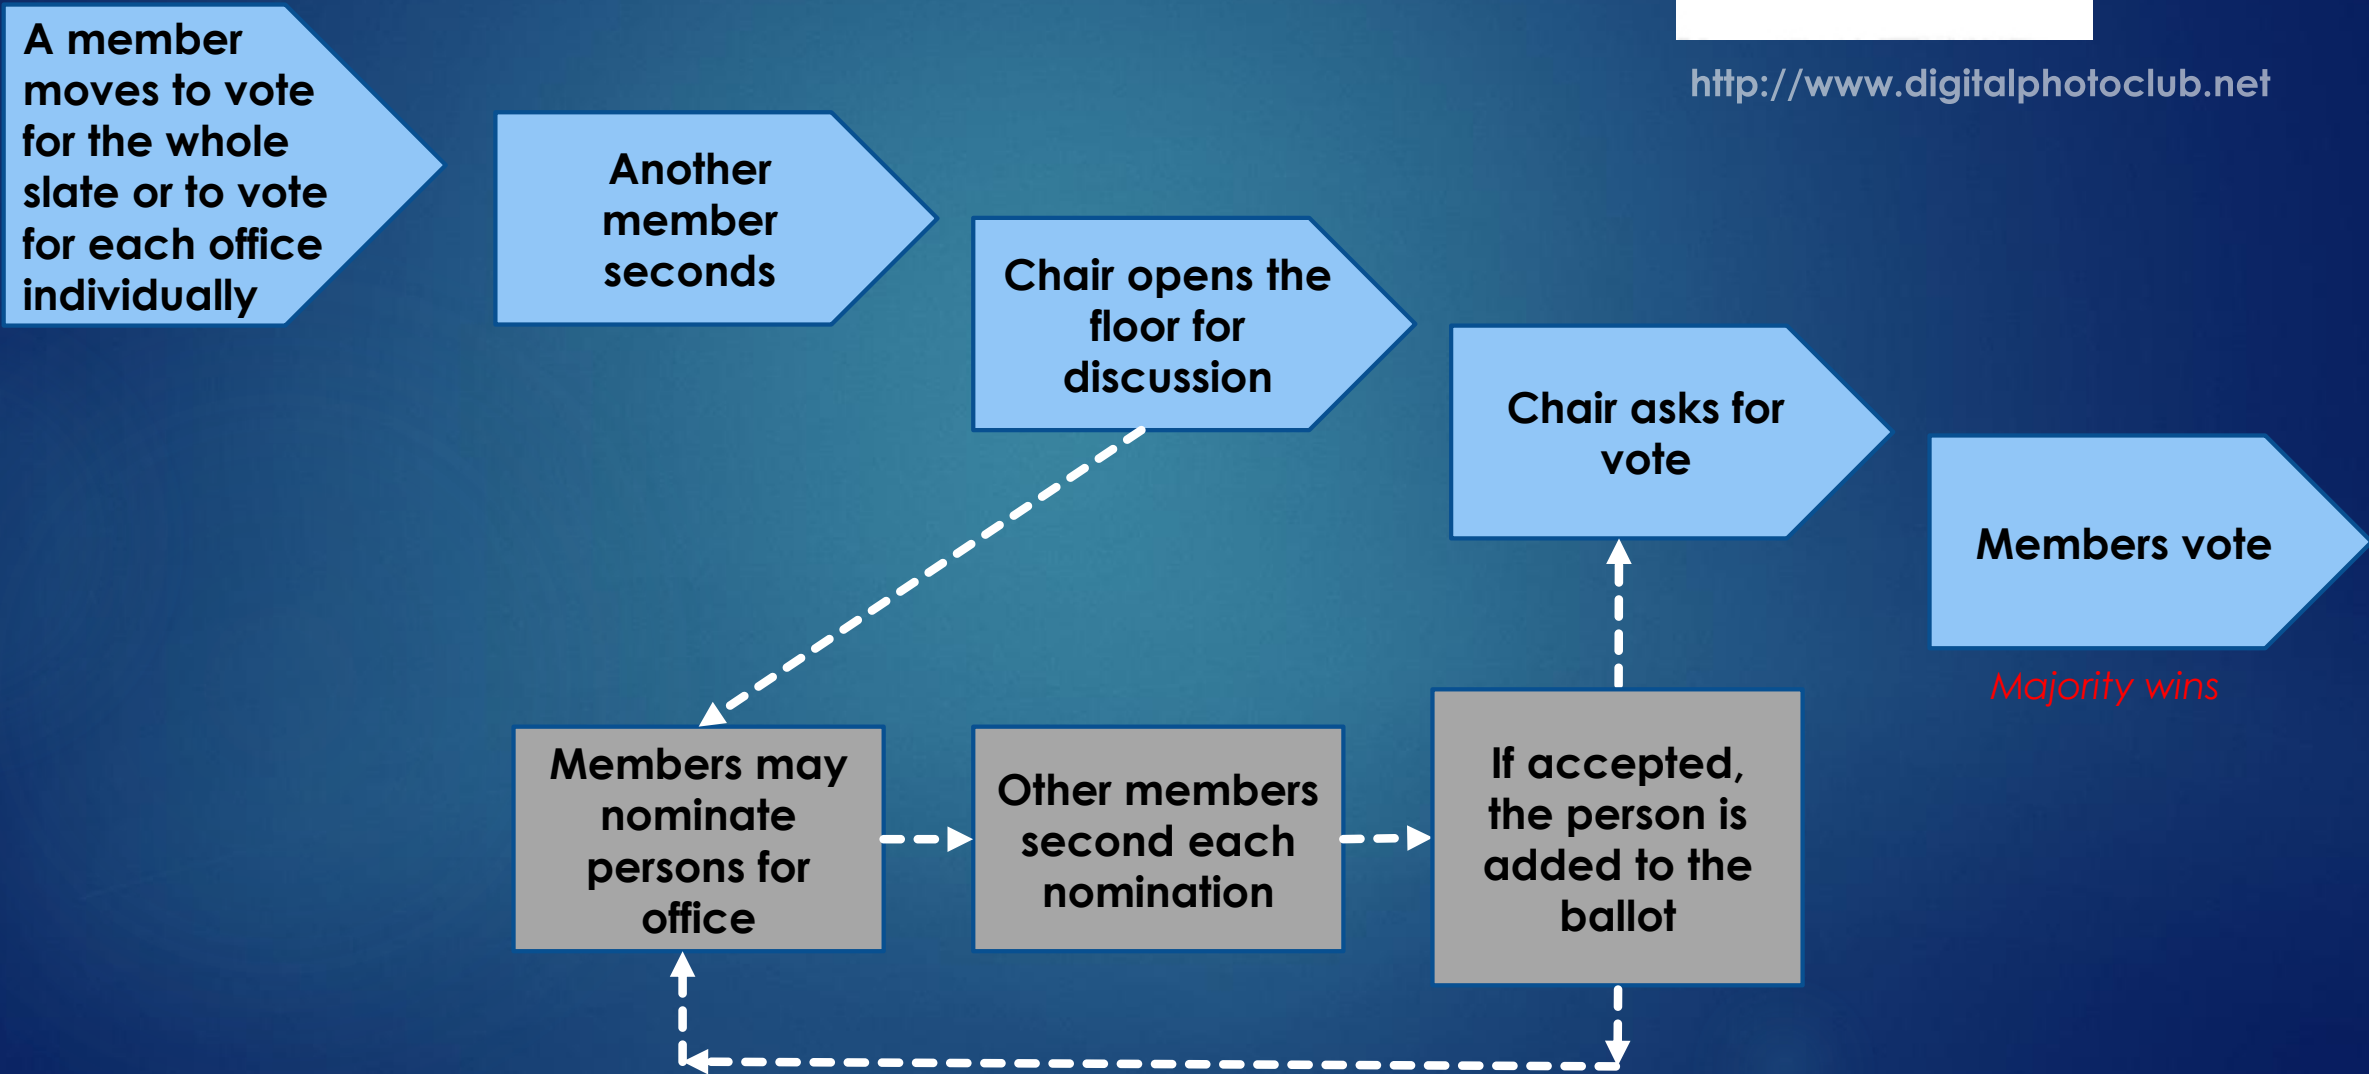 A member
moves to vote
for the whole
slate or to vote
for each office
individually
http://www.digitalphotoclub.net
Another
member
seconds
Chair opens the
floor for
discussion
Chair asks for
vote
Members vote
Majority wins
Members may
nominate
persons for
office
Other members
second each
nomination
If accepted,
the person is
added to the
ballot